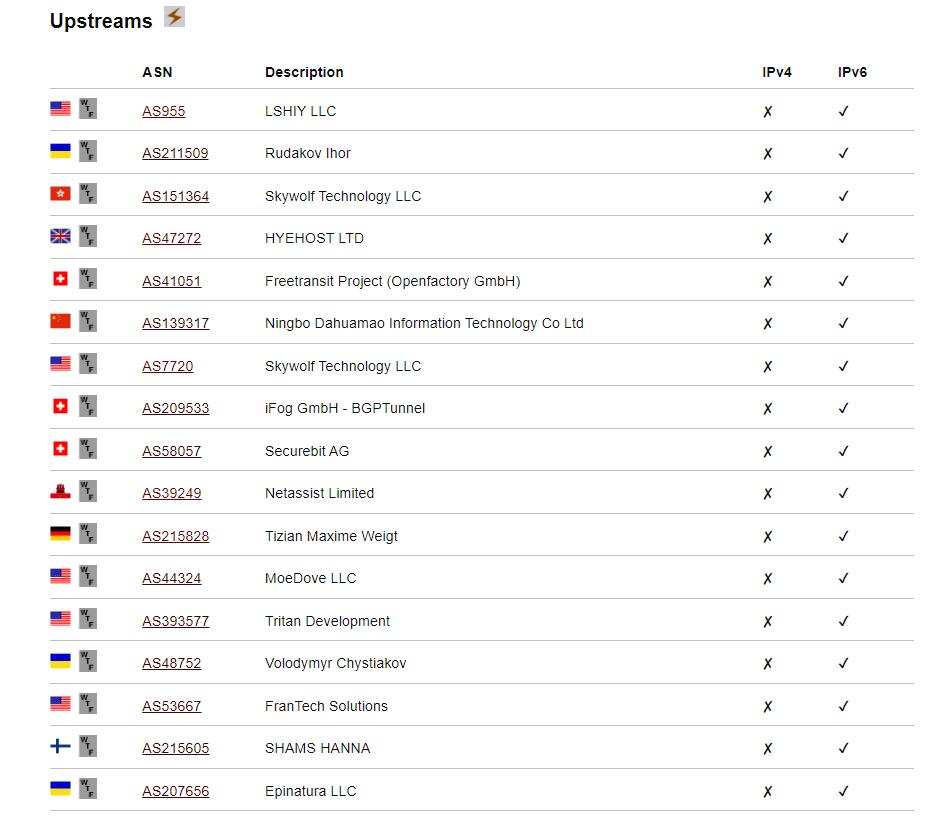 Upstreams
ASN Description IPv4 IPv6
WTF AS955 LSHIY LLC ✗ ✓
WTF AS211509 Rudakov Ihor ✗ ✓
WTF AS151364 Skywolf Technology LLC ✗ ✓
WTF AS47272 HYEHOST LTD ✗ ✓
WTF AS41051 Freetransit Project (Openfactory GmbH) ✗ ✓
WTF AS139317 Ningbo Dahuamao Information Technology Co Ltd ✗ ✓
WTF AS7720 Skywolf Technology LLC ✗ ✓
WTF AS209533 iFog GmbH - BGPTunnel ✗ ✓
WTF AS58057 Securebit AG ✗ ✓
WTF AS39249 Netassist Limited ✗ ✓
WTF AS215828 Tizian Maxime Weigt ✗ ✓
WTF AS44324 MoeDove LLC ✗ ✓
WTF AS393577 Tritan Development ✗ ✓
WTF AS48752 Volodymyr Chystiakov ✗ ✓
WTF AS53667 FranTech Solutions ✗ ✓
WTF AS215605 SHAMS HANNA ✗ ✓
WTF AS207656 Epinatura LLC ✗ ✓